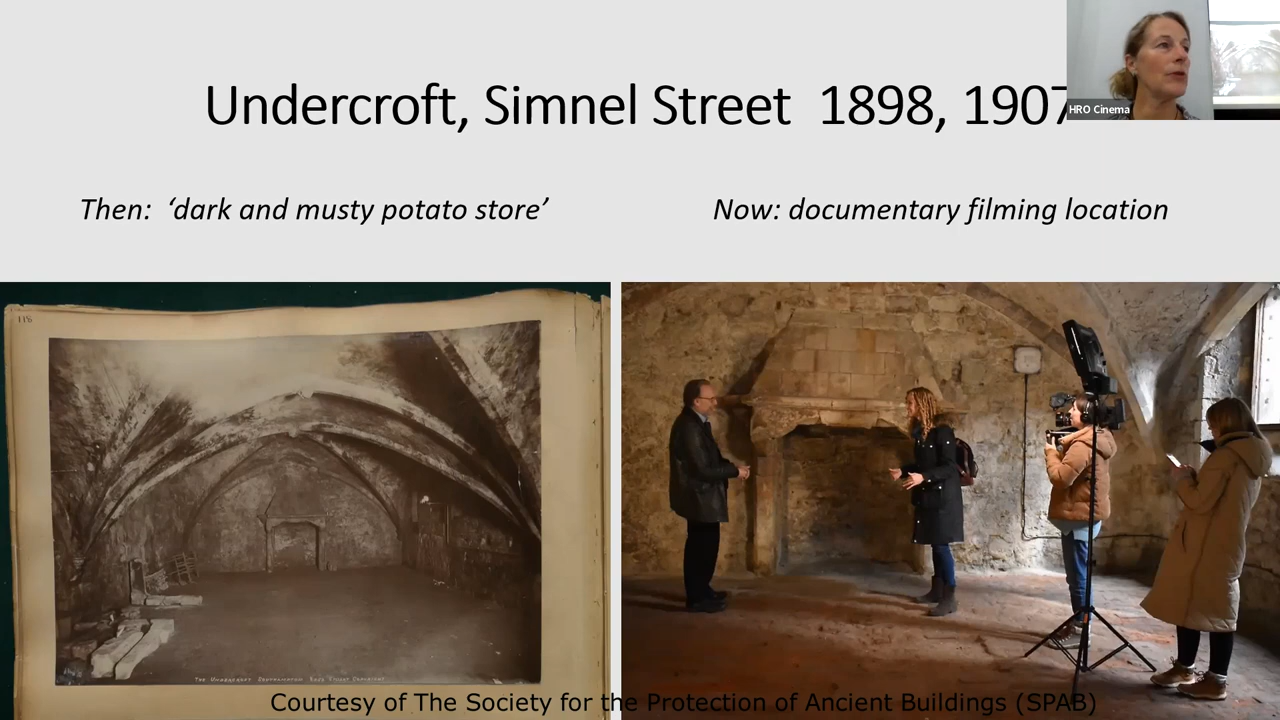 Undercroft, Simnel Street 1898, 1907
HRO Cinema
Then: ‘dark and musty potato store’
Now: documentary filming location
118
Courtesy of The Society for the Protection of Ancient Buildings (SPAB)